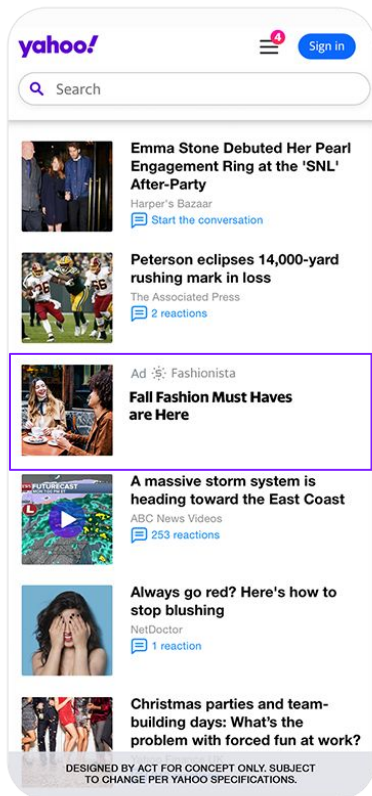 yahoo!
4
Sign in
Search
Emma Stone Debuted Her Pearl
Engagement Ring at the 'SNL'
After-Party
Harper's Bazaar
Start the conversation
Peterson eclipses 14,000-yard
rushing mark in loss
The Associated Press
2 reactions
Ad S Fashionista
Fall Fashion Must Haves
are Here
FUTURECAST
L
A massive storm system is
heading toward the East Coast
ABC News Videos
253 reactions
Always go red? Here's how to
stop blushing
NetDoctor
1 reaction
Christmas parties and team-
building days: What's the
problem with forced fun at work?
DESIGNED BY ACT FOR CONCEPT ONLY. SUBJECT
TO CHANGE PER YAHOO SPECIFICATIONS.